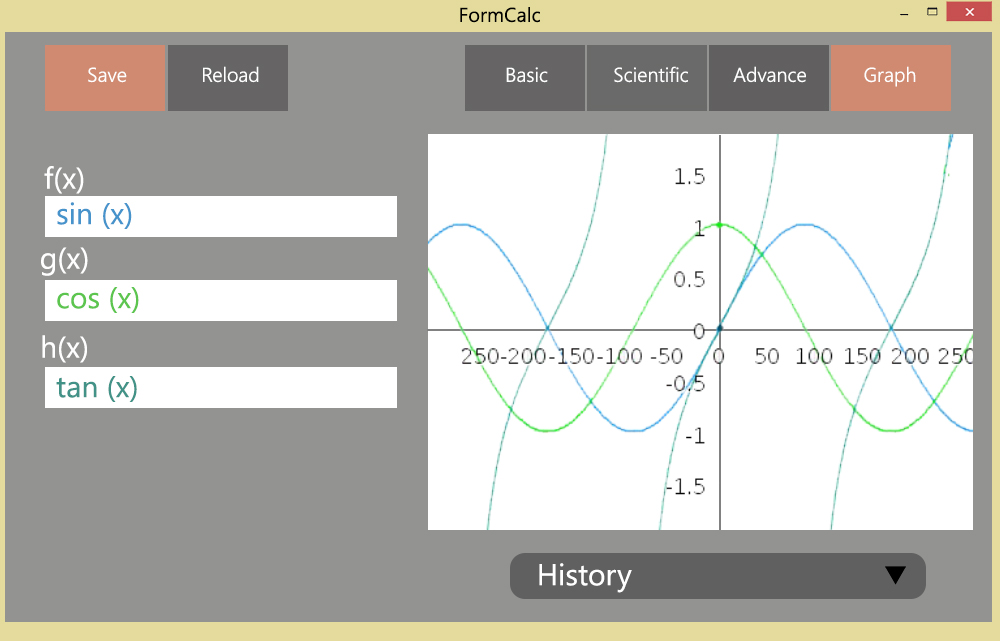 FormCalc
Save
Reload
Basic
Scientific
Advance
Graph
f(x)
sin (x)
g(x)
cos (x)
h(x)
tan (x)
1.5
1
0.5
0
250-200-150-100 -50 0 50 100 150 200 250
-0.5
-1
-1.5
History